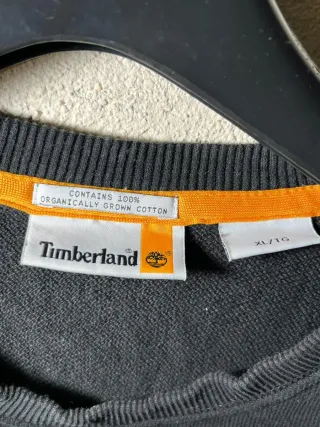 CONTAINS 100%
ORGANICALLY GROWN COTTON
Timberland
XL/TG